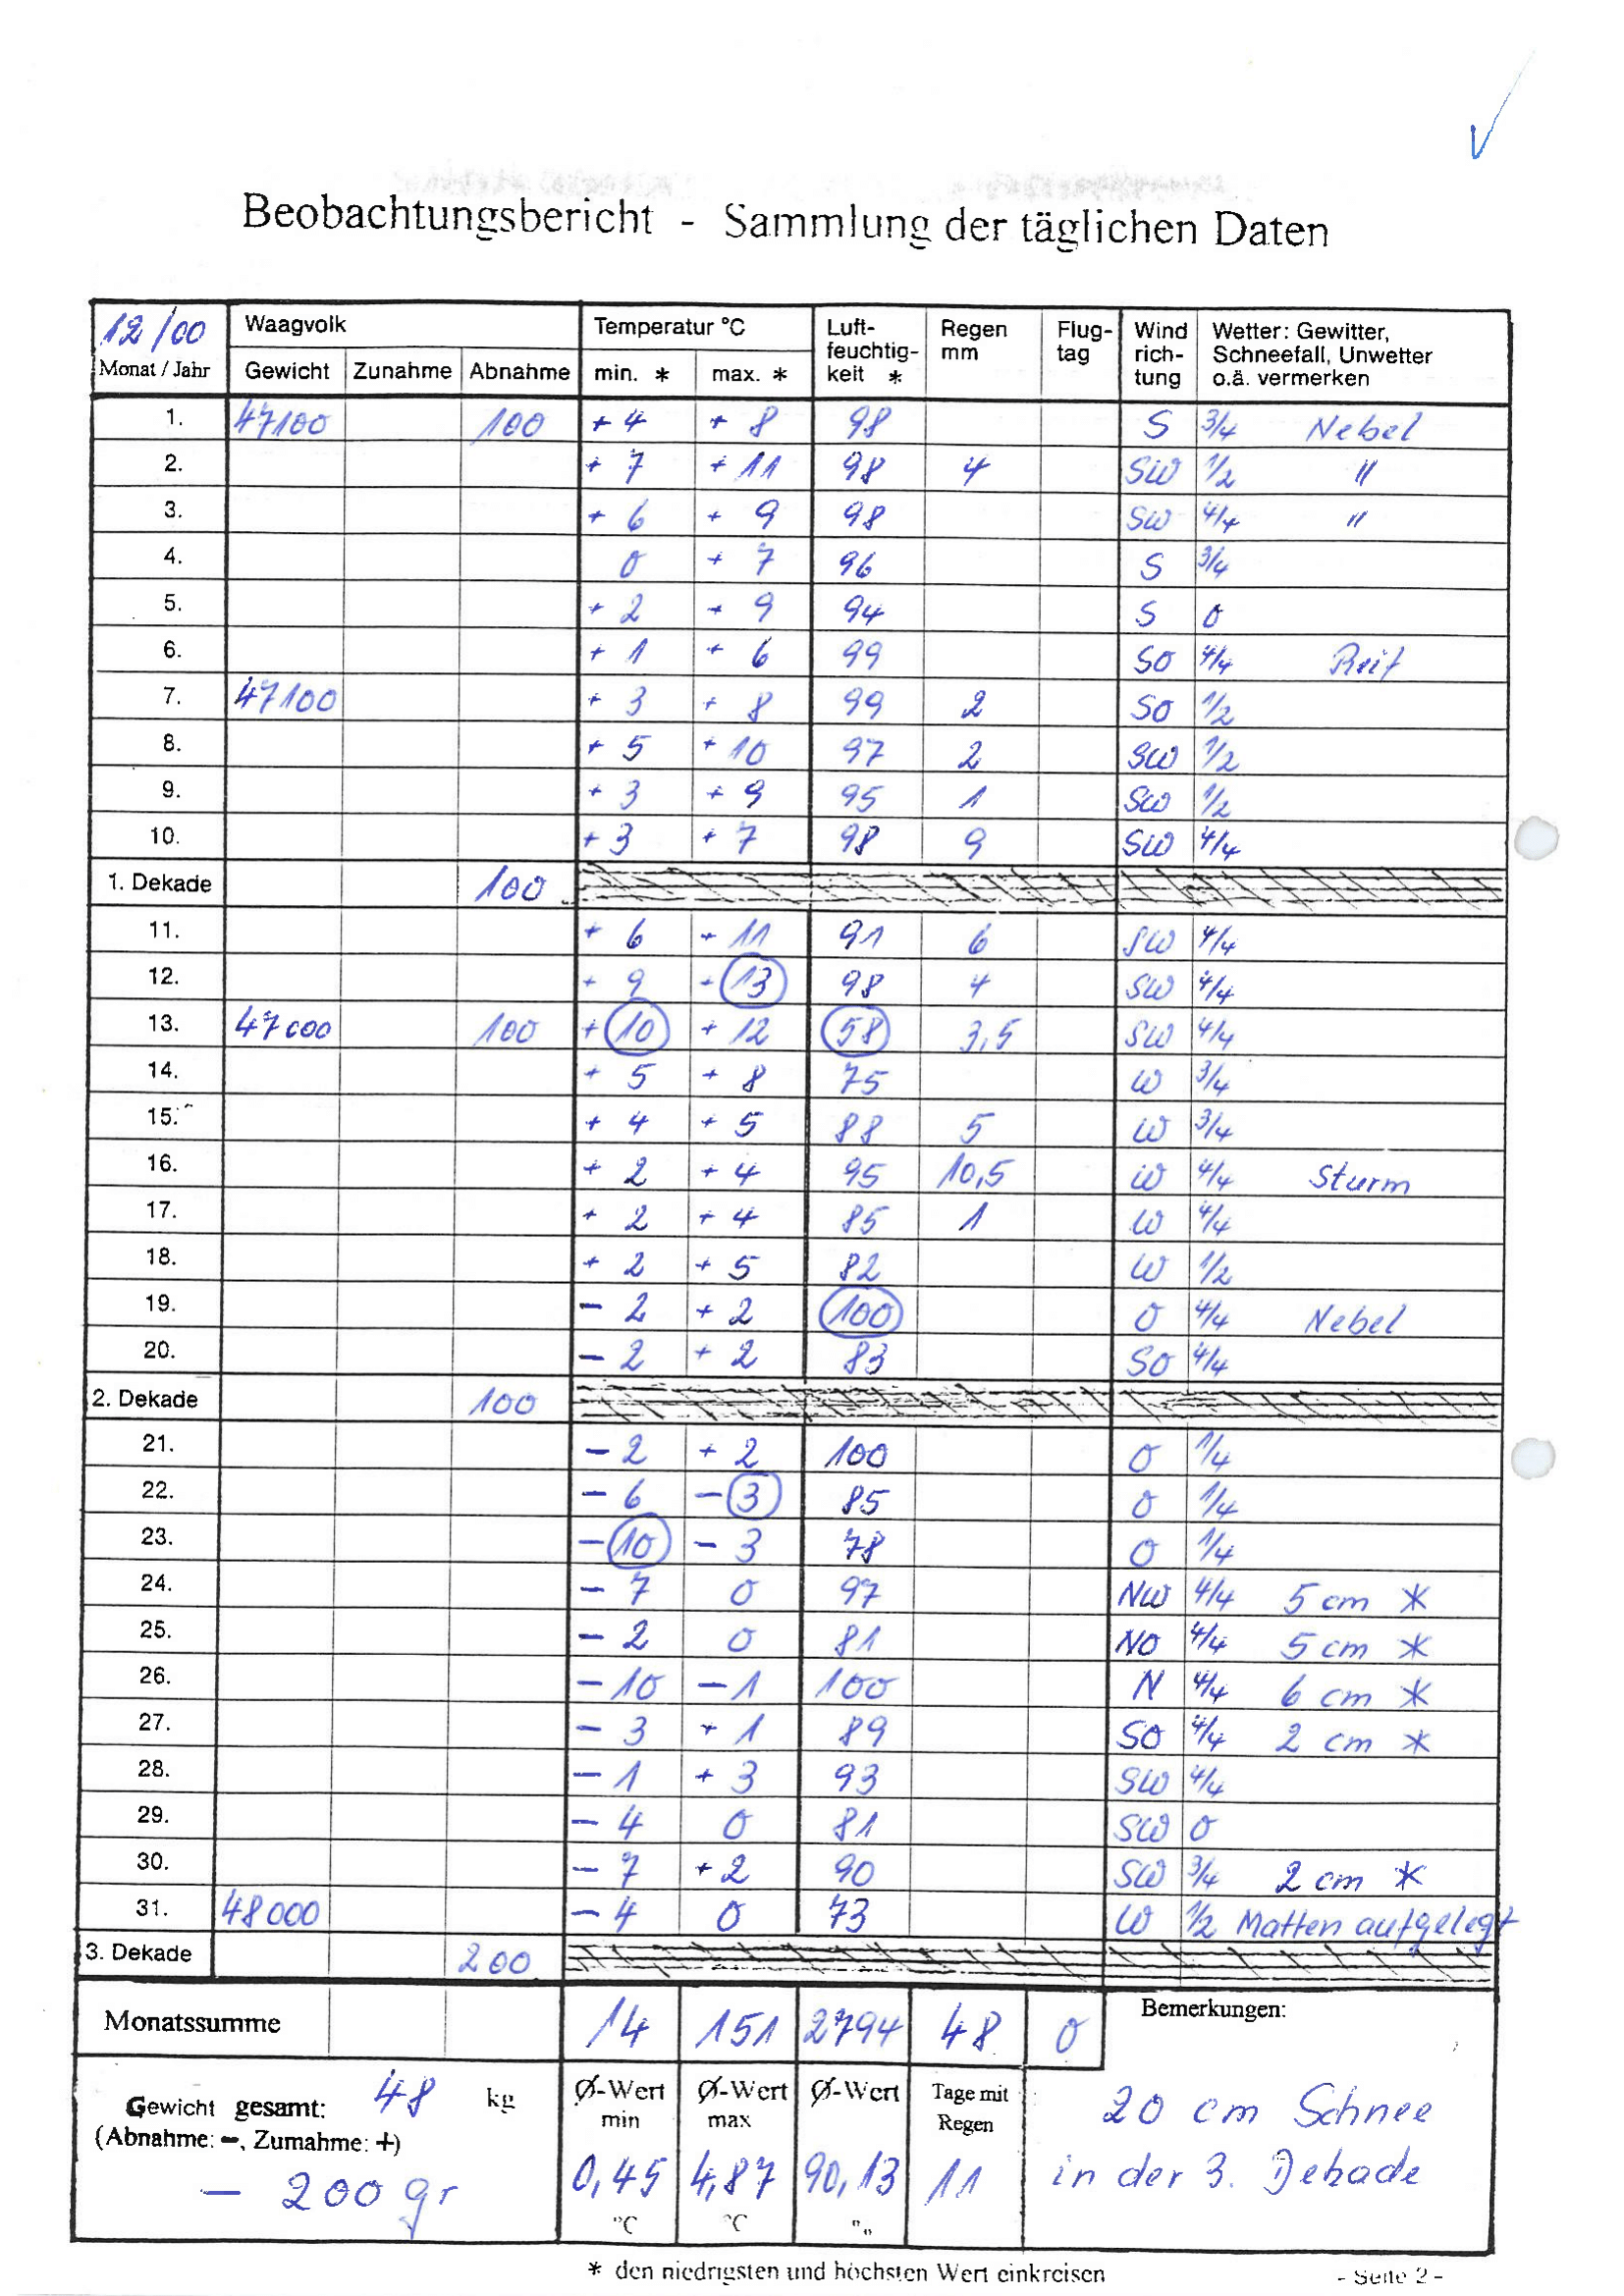 Beobachtungsbericht - Sammlung der täglichen Daten
12/00 Waagvolk Temperatur °C Luft- Regen Flug- Wind Wetter: Gewitter,
feuchtig- mm tag rich- Schneefall, Unwetter
Monat / Jahr Gewicht Zunahme Abnahme min. * max. * keit * tung o.ä. vermerken
1. 47100 100 + 4 + 8 98 S 3/4 Nebel
2. + 7 + 11 98 4 SW 1/2 "
3. + 6 + 9 98 SW 4/4 "
4. 0 + 7 96 S 3/4
5. + 2 + 9 94 S 0
6. + 1 + 6 99 SO 4/4 Reif
7. 47100 + 3 + 8 99 2 SO 1/2
8. + 5 + 10 97 2 SW 1/2
9. + 3 + 9 95 1 SW 1/2
10. + 3 + 7 98 9 SW 4/4
1. Dekade 100
11. + 6 + 11 91 6 SW 4/4
12. + 9 + 13 98 4 SW 4/4
13. 47000 100 + 10 + 12 58 3,5 SW 4/4
14. + 5 + 8 75 W 3/4
15. + 4 + 5 88 5 W 3/4
16. + 2 + 4 95 10,5 W 4/4 Sturm
17. + 2 + 4 85 1 W 4/4
18. + 2 + 5 82 W 1/2
19. - 2 + 2 100 O 4/4 Nebel
20. - 2 + 2 83 SO 4/4
2. Dekade 100
21. - 2 + 2 100 O 1/4
22. - 6 - 3 85 O 1/4
23. - 10 - 3 78 O 1/4
24. - 7 0 97 NW 4/4 5 cm *
25. - 2 0 81 NO 4/4 5 cm *
26. - 10 - 1 100 N 4/4 6 cm *
27. - 3 + 1 89 SO 4/4 2 cm *
28. - 1 + 3 93 SW 4/4
29. - 4 0 81 SW 0
30. - 7 + 2 90 SW 3/4 2 cm *
31. 48000 - 4 0 73 W 1/2 Matten aufgelegt
3. Dekade 200
Monatssumme 14 151 2794 48 0 Bemerkungen:
Gewicht gesamt: 48 kg Ø-Wert Ø-Wert Ø-Wert Tage mit 20 cm Schnee
(Abnahme: -, Zumahme: +) min max Regen
- 200 gr 0,45 4,87 90,13 11 in der 3. Dekade
°C °C
* den niedrigsten und höchsten Wert einkreisen - Seite 2 -